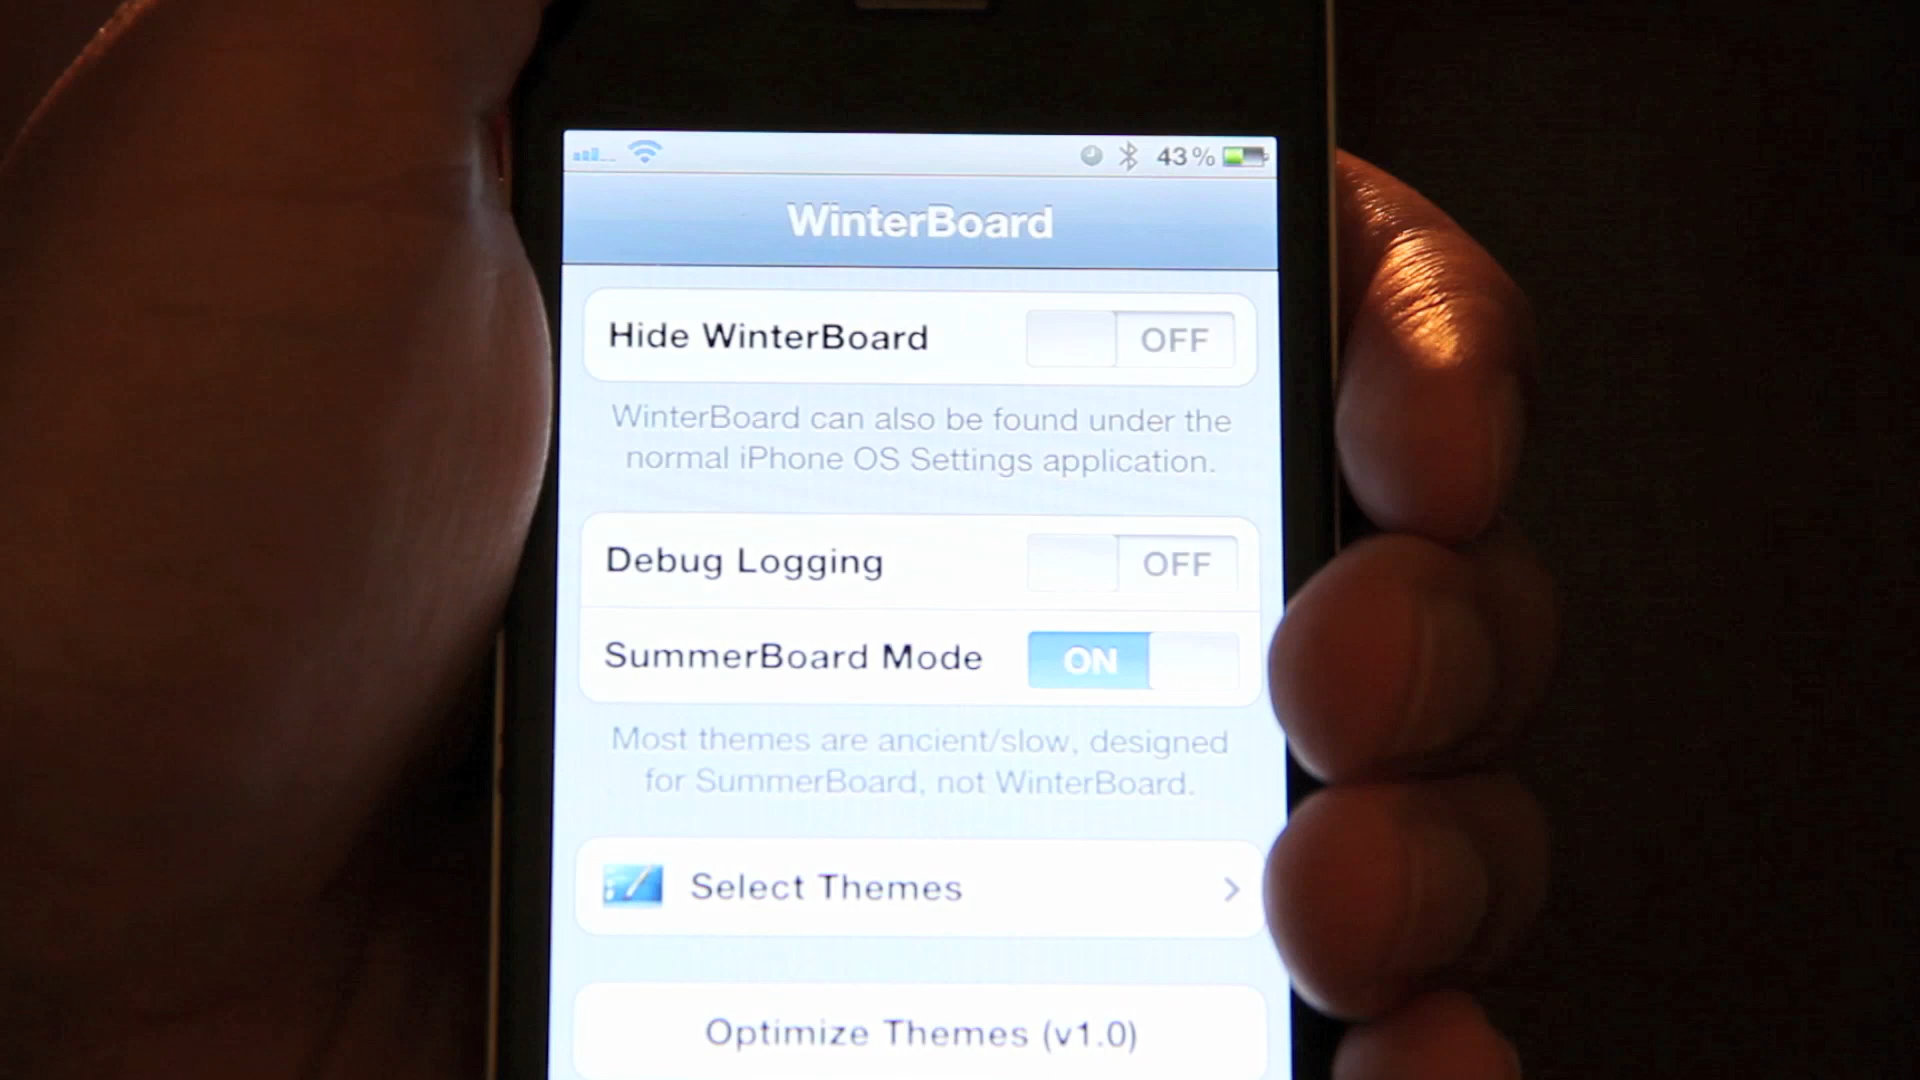 43%
WinterBoard
Hide WinterBoard OFF
WinterBoard can also be found under the
normal iPhone OS Settings application.
Debug Logging OFF
SummerBoard Mode ON
Most themes are ancient/slow, designed
for SummerBoard, not WinterBoard.
Select Themes
Optimize Themes (v1.0)